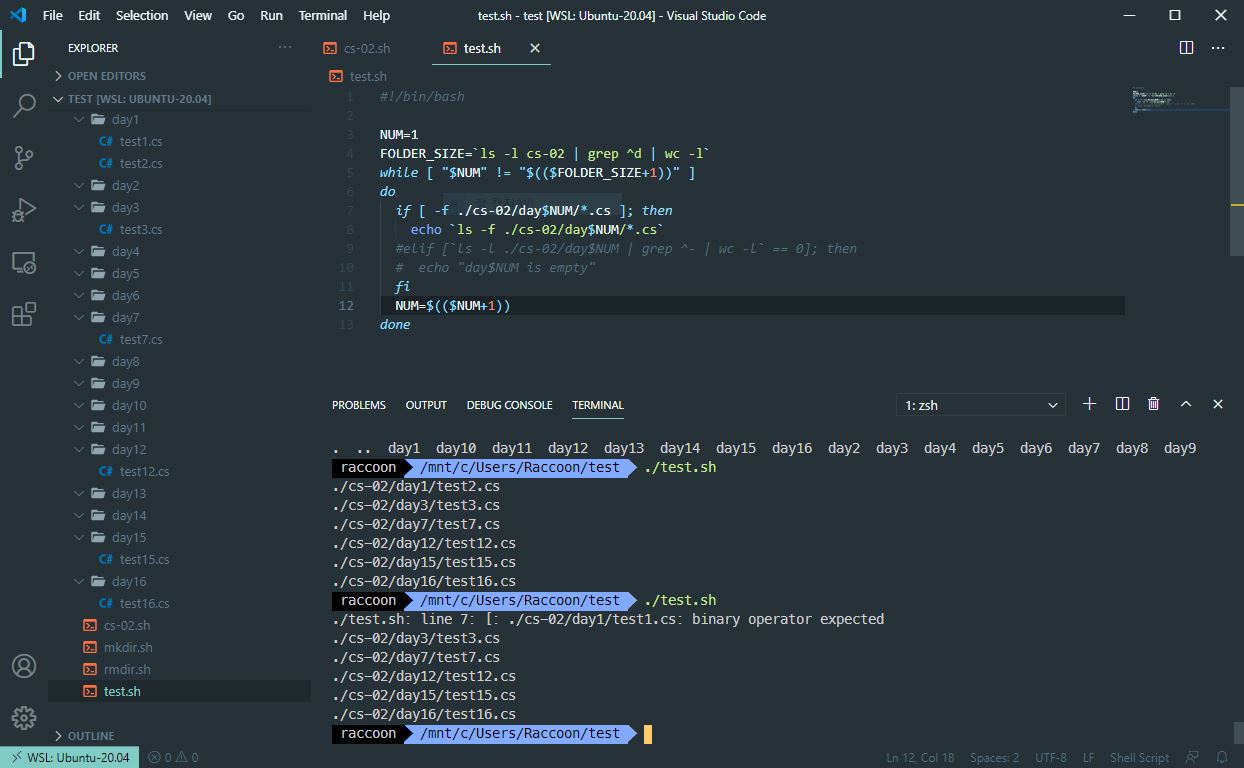 File Edit Selection View Go Run Terminal Help test.sh - test [WSL: Ubuntu-20.04] - Visual Studio Code
EXPLORER
OPEN EDITORS
TEST [WSL: UBUNTU-20.04]
day1
C# test1.cs
C# test2.cs
day2
day3
C# test3.cs
day4
day5
day6
day7
C# test7.cs
day8
day9
day10
day11
day12
C# test12.cs
day13
day14
day15
C# test15.cs
day16
C# test16.cs
cs-02.sh
mkdir.sh
rmdir.sh
test.sh
OUTLINE
cs-02.sh test.sh
test.sh
1 #!/bin/bash
2
3 NUM=1
4 FOLDER_SIZE=`ls -l cs-02 | grep ^d | wc -l`
5 while [ "$NUM" != "$(($FOLDER_SIZE+1))" ]
6 do
7 if [ -f ./cs-02/day$NUM/*.cs ]; then
8 echo `ls -f ./cs-02/day$NUM/*.cs`
9 #elif [`ls -l ./cs-02/day$NUM | grep ^- | wc -l` == 0]; then
10 # echo "day$NUM is empty"
11 fi
12 NUM=$(($NUM+1))
13 done
PROBLEMS OUTPUT DEBUG CONSOLE TERMINAL 1: zsh
. .. day1 day10 day11 day12 day13 day14 day15 day16 day2 day3 day4 day5 day6 day7 day8 day9
raccoon /mnt/c/Users/Raccoon/test ./test.sh
./cs-02/day1/test2.cs
./cs-02/day3/test3.cs
./cs-02/day7/test7.cs
./cs-02/day12/test12.cs
./cs-02/day15/test15.cs
./cs-02/day16/test16.cs
raccoon /mnt/c/Users/Raccoon/test ./test.sh
./test.sh: line 7: [: ./cs-02/day1/test1.cs: binary operator expected
./cs-02/day3/test3.cs
./cs-02/day7/test7.cs
./cs-02/day12/test12.cs
./cs-02/day15/test15.cs
./cs-02/day16/test16.cs
raccoon /mnt/c/Users/Raccoon/test
WSL: Ubuntu-20.04 0 0 Ln 12, Col 18 Spaces: 2 UTF-8 LF Shell Script